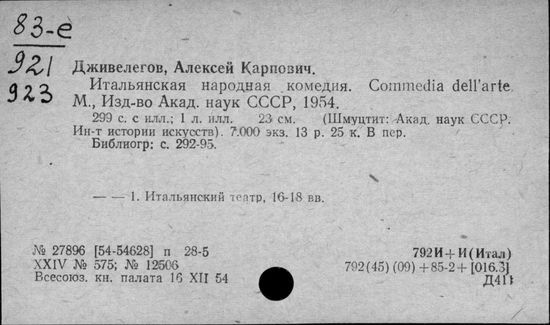 83-е
921
923
Дживелегов, Алексей Карпович.
Итальянская народная комедия. Commedia dell'arte.
М., Изд-во Акад. наук СССР, 1954.
299 с. с илл.; 1 л. илл. 23 см. (Шмуцтит: Акад. наук СССР.
Ин-т истории искусств). 7.000 экз. 13 р. 25 к. В пер.
Библиогр: с. 292-95.
— — 1. Итальянский театр, 16-18 вв.
№ 27896 [54-54628] п 28-5
XXIV № 575; № 12506
Всесоюз. кн. палата 16 XII 54
792И+И(Итал)
792(45)(09)+85-2+[016.3]